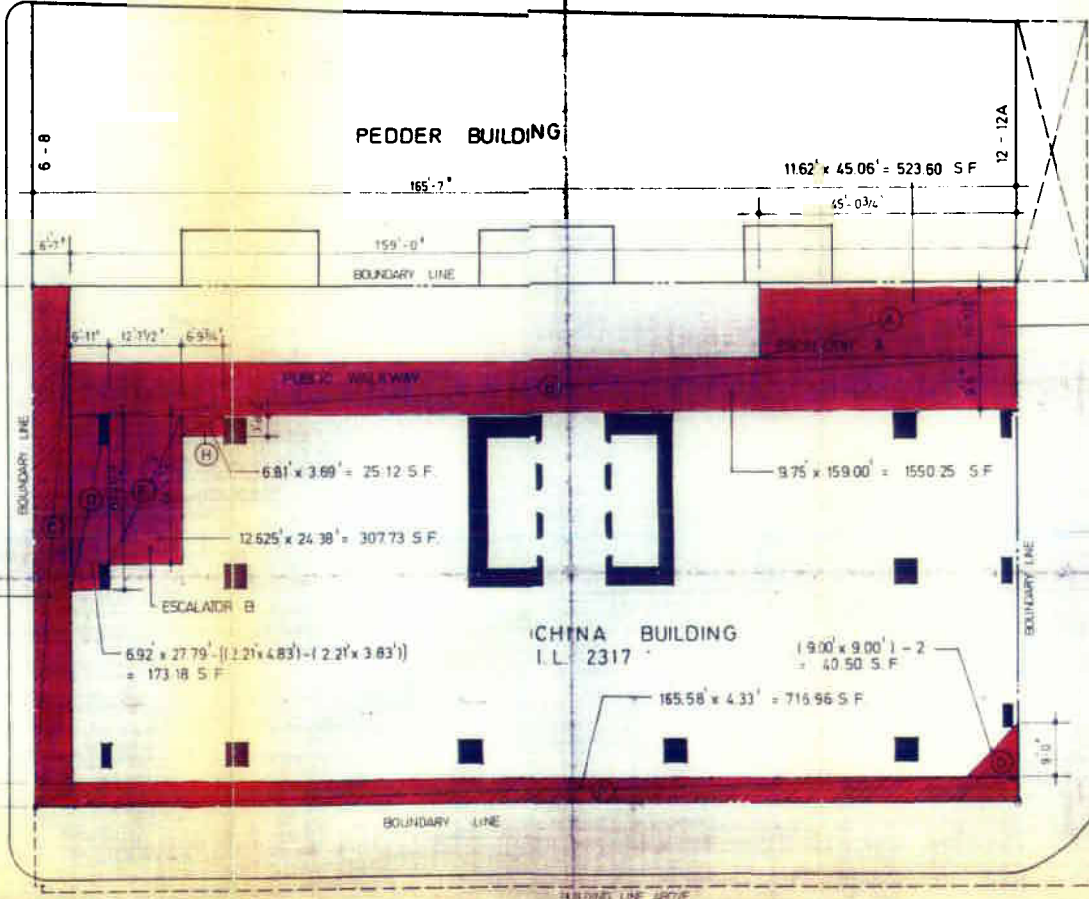 6-8
PEDDER BUILDING
12 - 12A
165'-7"
11.62' x 45.06' = 523.60 S F
45'-0 3/4"
6'-7"
159'-0"
BOUNDARY LINE
A
ESCALATOR A
6'-11"
12'-7 1/2"
6'-9 3/4"
PUBLIC WALKWAY
B
BOUNDARY LINE
H
6.81' x 3.69' = 25.12 S F.
9.75' x 159.00' = 1550.25 S F
12.625' x 24.38' = 307.73 S F.
ESCALATOR B
BOUNDARY LINE
6.92' x 27.79' - ((2.21' x 4.83') - (2.21' x 3.83'))
= 173.18 S F
CHINA BUILDING
I.L. 2317
(9.00' x 9.00') - 2
= 40.50 S.F.
165.58' x 4.33' = 716.96 S F
9'-0"
BOUNDARY LINE
BUILDING LINE ABOVE